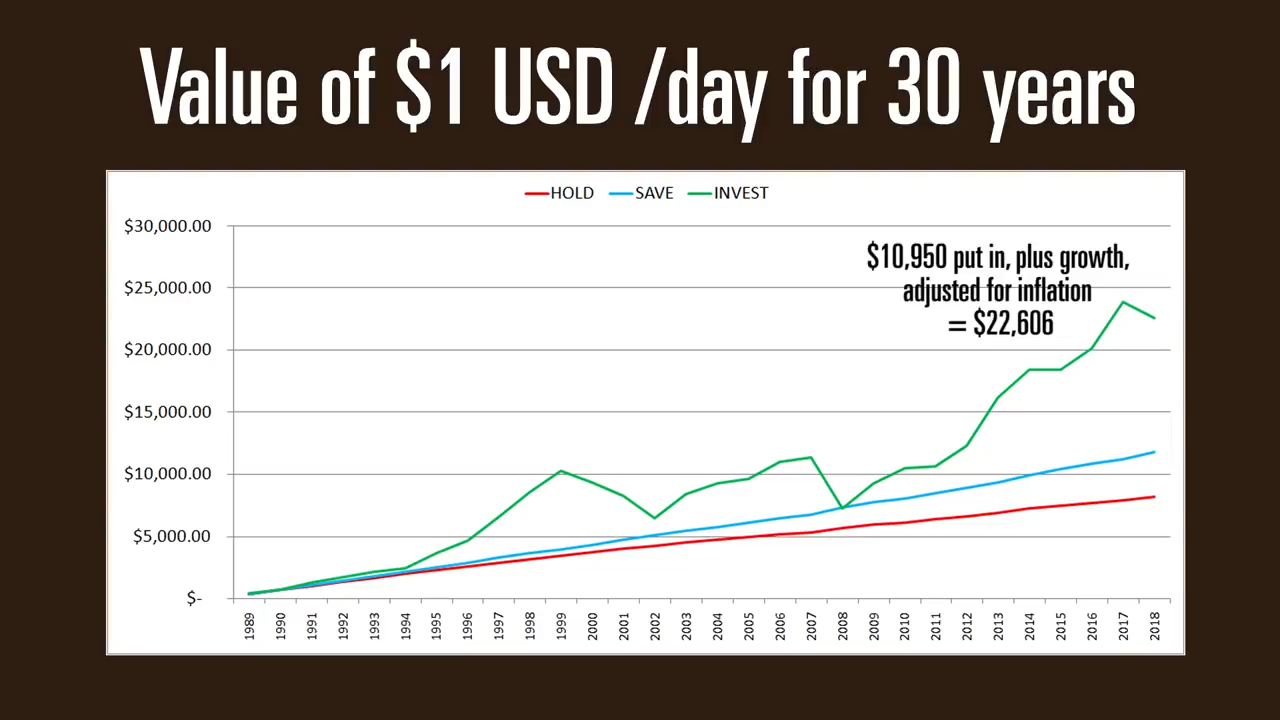 Value of $1 USD /day for 30 years
HOLD SAVE INVEST
$30,000.00
$25,000.00
$20,000.00
$15,000.00
$10,000.00
$5,000.00
$-
$10,950 put in, plus growth,
adjusted for inflation
= $22,606
1989 1990 1991 1992 1993 1994 1995 1996 1997 1998 1999 2000 2001 2002 2003 2004 2005 2006 2007 2008 2009 2010 2011 2012 2013 2014 2015 2016 2017 2018